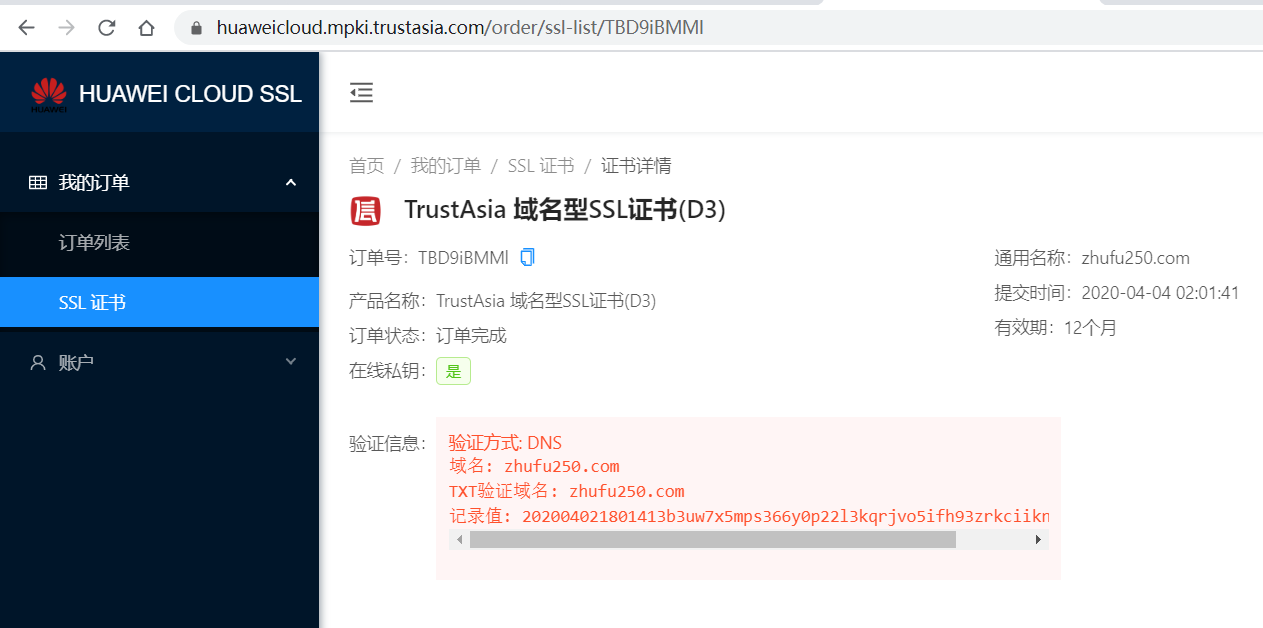 huaweicloud.mpki.trustasia.com/order/ssl-list/TBD9iBMMl
HUAWEI
HUAWEI CLOUD SSL
我的订单
订单列表
SSL 证书
账户
首页 / 我的订单 / SSL 证书 / 证书详情
TrustAsia 域名型SSL证书(D3)
订单号: TBD9iBMMl
通用名称: zhufu250.com
产品名称: TrustAsia 域名型SSL证书(D3)
提交时间: 2020-04-04 02:01:41
订单状态: 订单完成
有效期: 12个月
在线私钥: 是
验证信息:
验证方式: DNS
域名: zhufu250.com
TXT验证域名: zhufu250.com
记录值: 202004021801413b3uw7x5mps366y0p22l3kqrjvo5ifh93zrkciikn